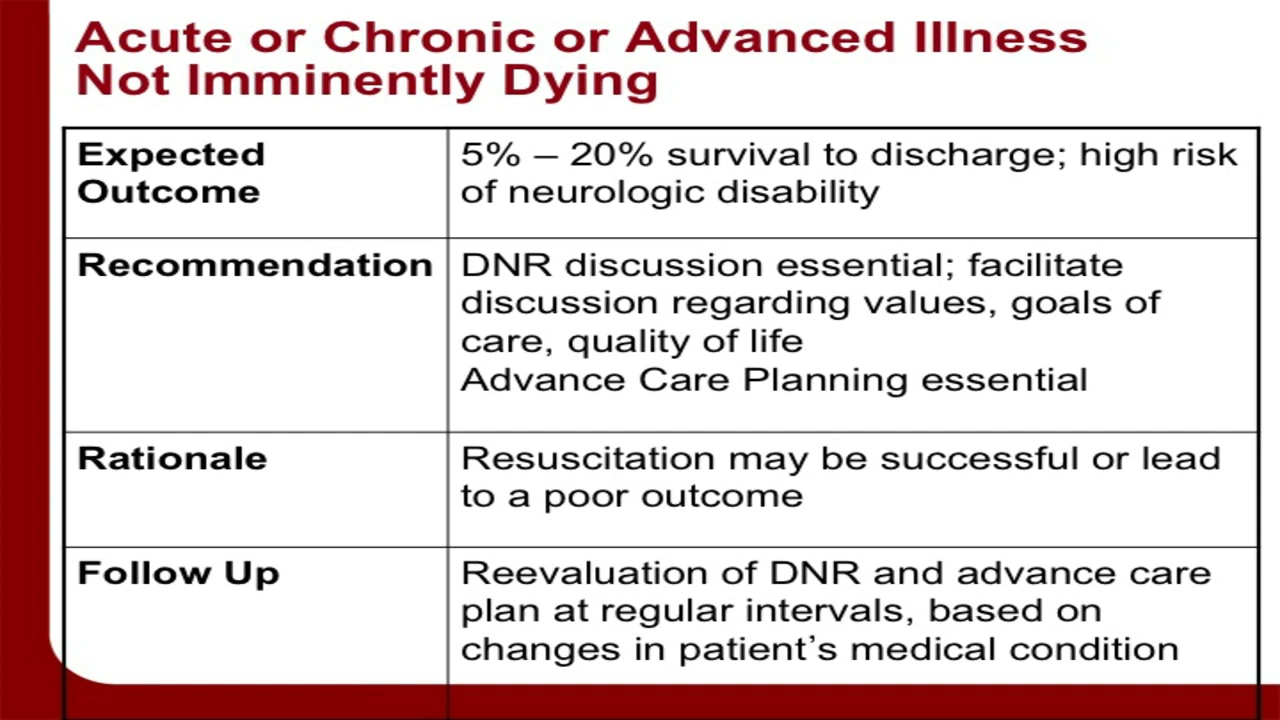 Acute or Chronic or Advanced Illness
Not Imminently Dying
Expected
Outcome
5% – 20% survival to discharge; high risk
of neurologic disability
Recommendation
DNR discussion essential; facilitate
discussion regarding values, goals of
care, quality of life
Advance Care Planning essential
Rationale
Resuscitation may be successful or lead
to a poor outcome
Follow Up
Reevaluation of DNR and advance care
plan at regular intervals, based on
changes in patient’s medical condition